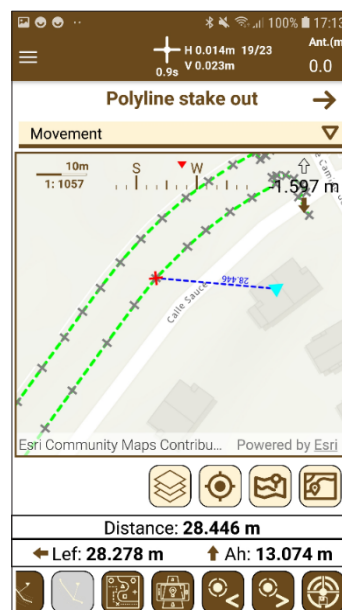 100% 17:13
H 0.014m 19/23
V 0.023m
0.9s
Ant.(m
0.0
Polyline stake out
Movement
10m
1: 1057
S W
-1.597 m
28.446
Calle Sauce
Esri Community Maps Contribu... Powered by Esri
Distance: 28.446 m
Lef: 28.278 m Ah: 13.074 m